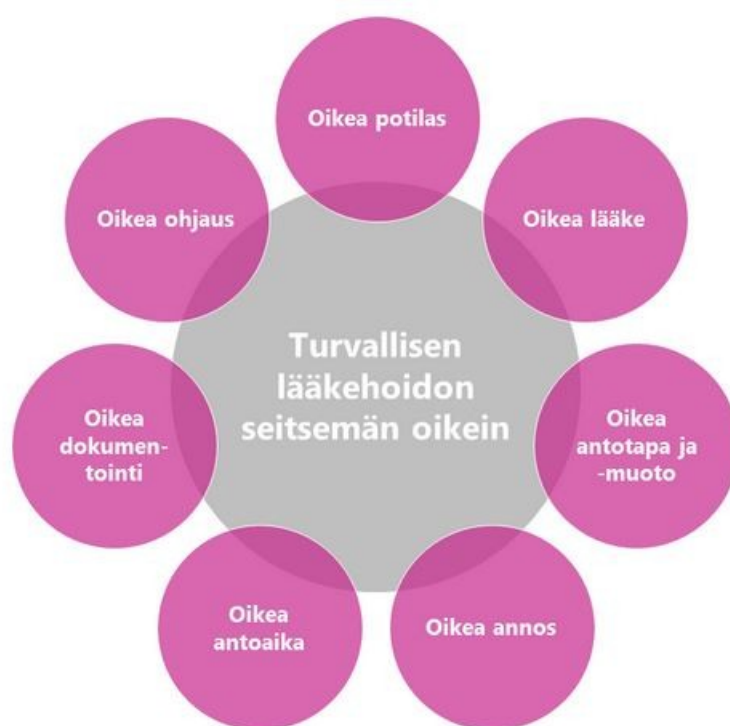 Oikea potilas
Oikea lääke
Oikea
antotapa ja
-muoto
Oikea annos
Oikea
antoaika
Oikea
dokumen-
tointi
Oikea ohjaus
Turvallisen
lääkehoidon
seitsemän oikein